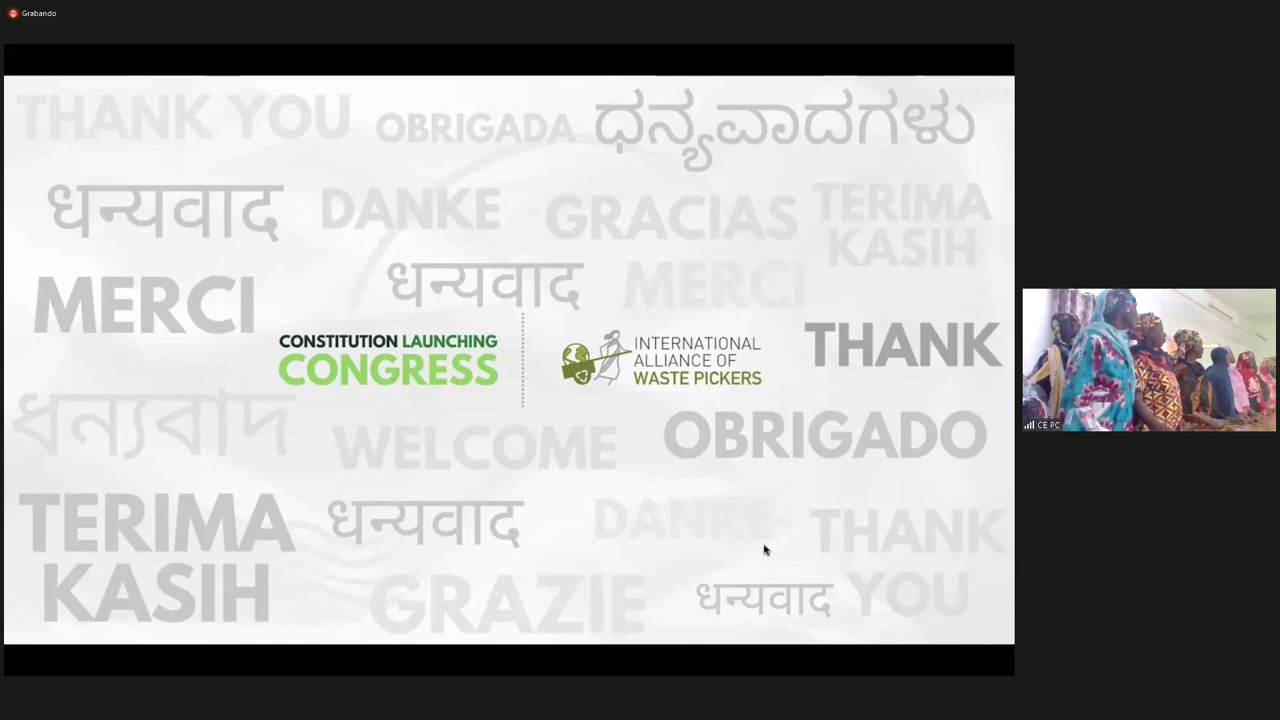 Grabando
THANK YOU
OBRIGADA
ಧನ್ಯವಾದಗಳು
धन्यवाद
DANKE
GRACIAS
TERIMA
KASIH
MERCI
धन्यवाद
MERCI
CONSTITUTION LAUNCHING
CONGRESS
INTERNATIONAL
ALLIANCE OF
WASTE PICKERS
THANK
ধন্যবাদ
WELCOME
OBRIGADO
CE PC
TERIMA
KASIH
धन्यवाद
DANKE
THANK
YOU
GRAZIE
धन्यवाद